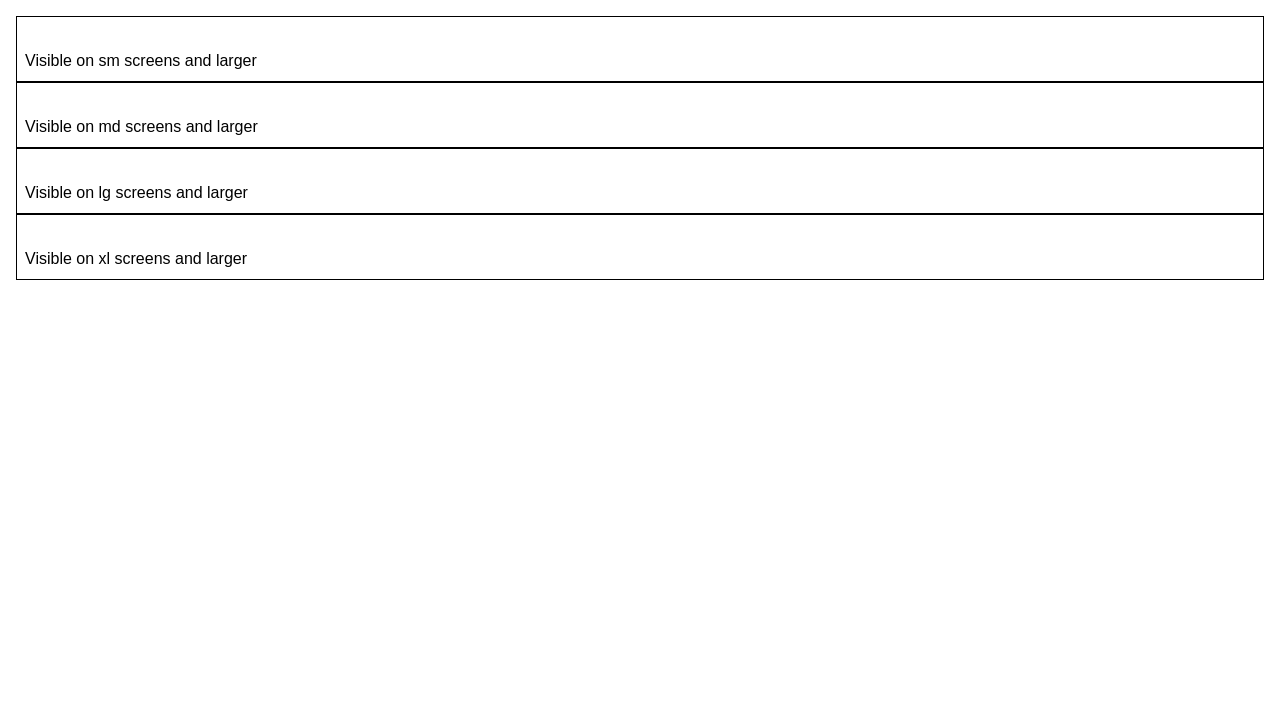 Visible on sm screens and larger
Visible on md screens and larger
Visible on lg screens and larger
Visible on xl screens and larger